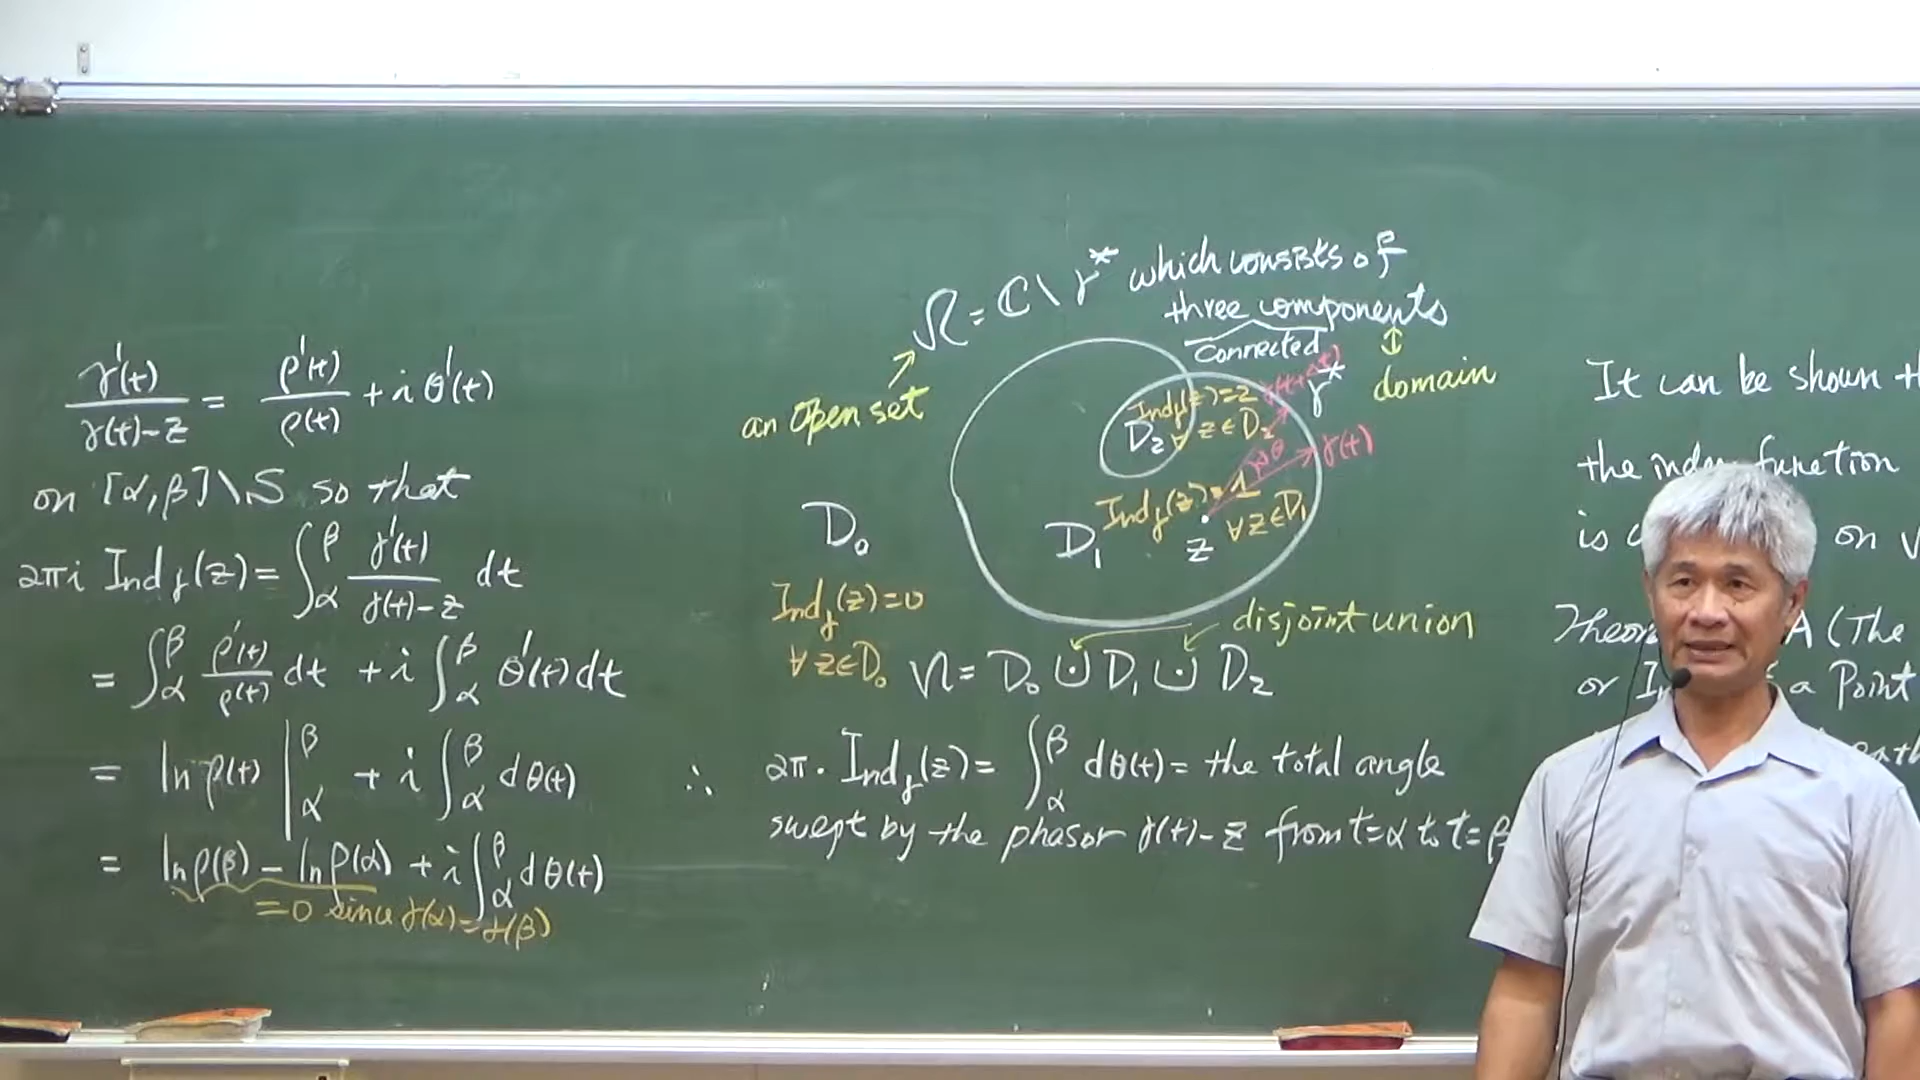 γ'(t)/(γ(t)-z) = ρ'(t)/ρ(t) + i θ'(t)
on [α,β]\S so that
2πi Ind_γ(z) = ∫_α^β γ'(t)/(γ(t)-z) dt
= ∫_α^β ρ'(t)/ρ(t) dt + i ∫_α^β θ'(t) dt
= ln ρ(t) |_α^β + i ∫_α^β dθ(t)
= ln ρ(β) - ln ρ(α) + i ∫_α^β dθ(t)
= 0 since γ(α) = γ(β)
Ω = ℂ \ γ* which consists of
three components
connected
↕
domain
an open set
γ*
Ind_γ(z) = 2
D₂ ∀ z ∈ D₂
Δθ
γ(t)
Ind_γ(z) = 1
D₁ z ∀ z ∈ D₁
D₀
Ind_γ(z) = 0
∀ z ∈ D₀
disjoint union
Ω = D₀ ⊍ D₁ ⊍ D₂
∴ 2π · Ind_γ(z) = ∫_α^β dθ(t) = the total angle
swept by the phasor γ(t)-z from t=α to t=β
It can be shown
the index function
is on
A (The
or a Point